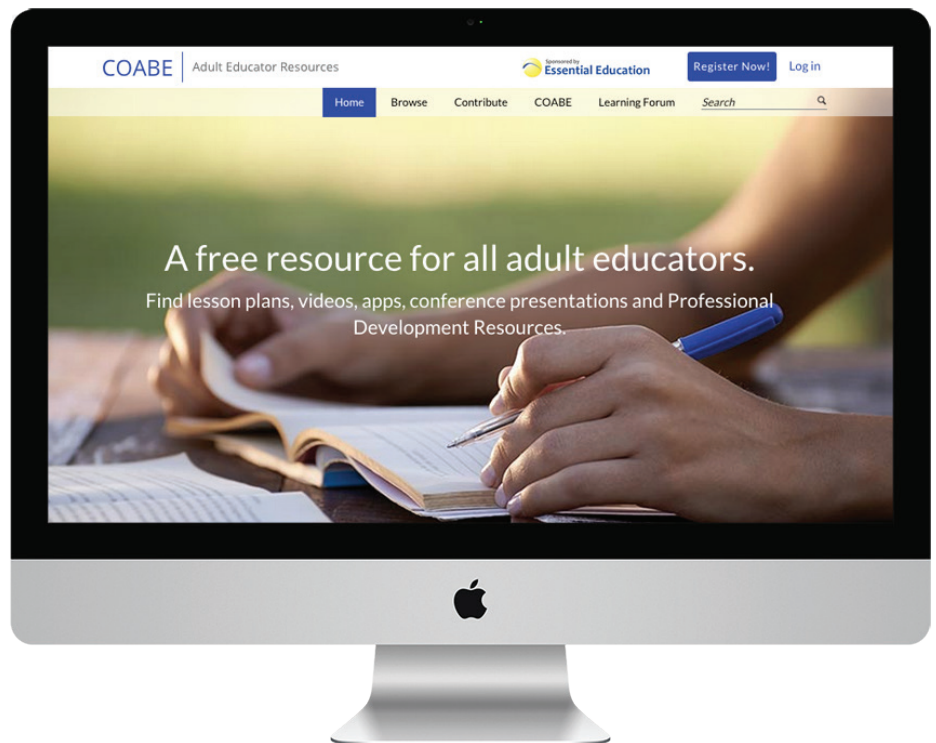 COABE Adult Educator Resources
Sponsored by
Essential Education
Register Now!
Log in
Home Browse Contribute COABE Learning Forum Search
A free resource for all adult educators.
Find lesson plans, videos, apps, conference presentations and Professional
Development Resources.